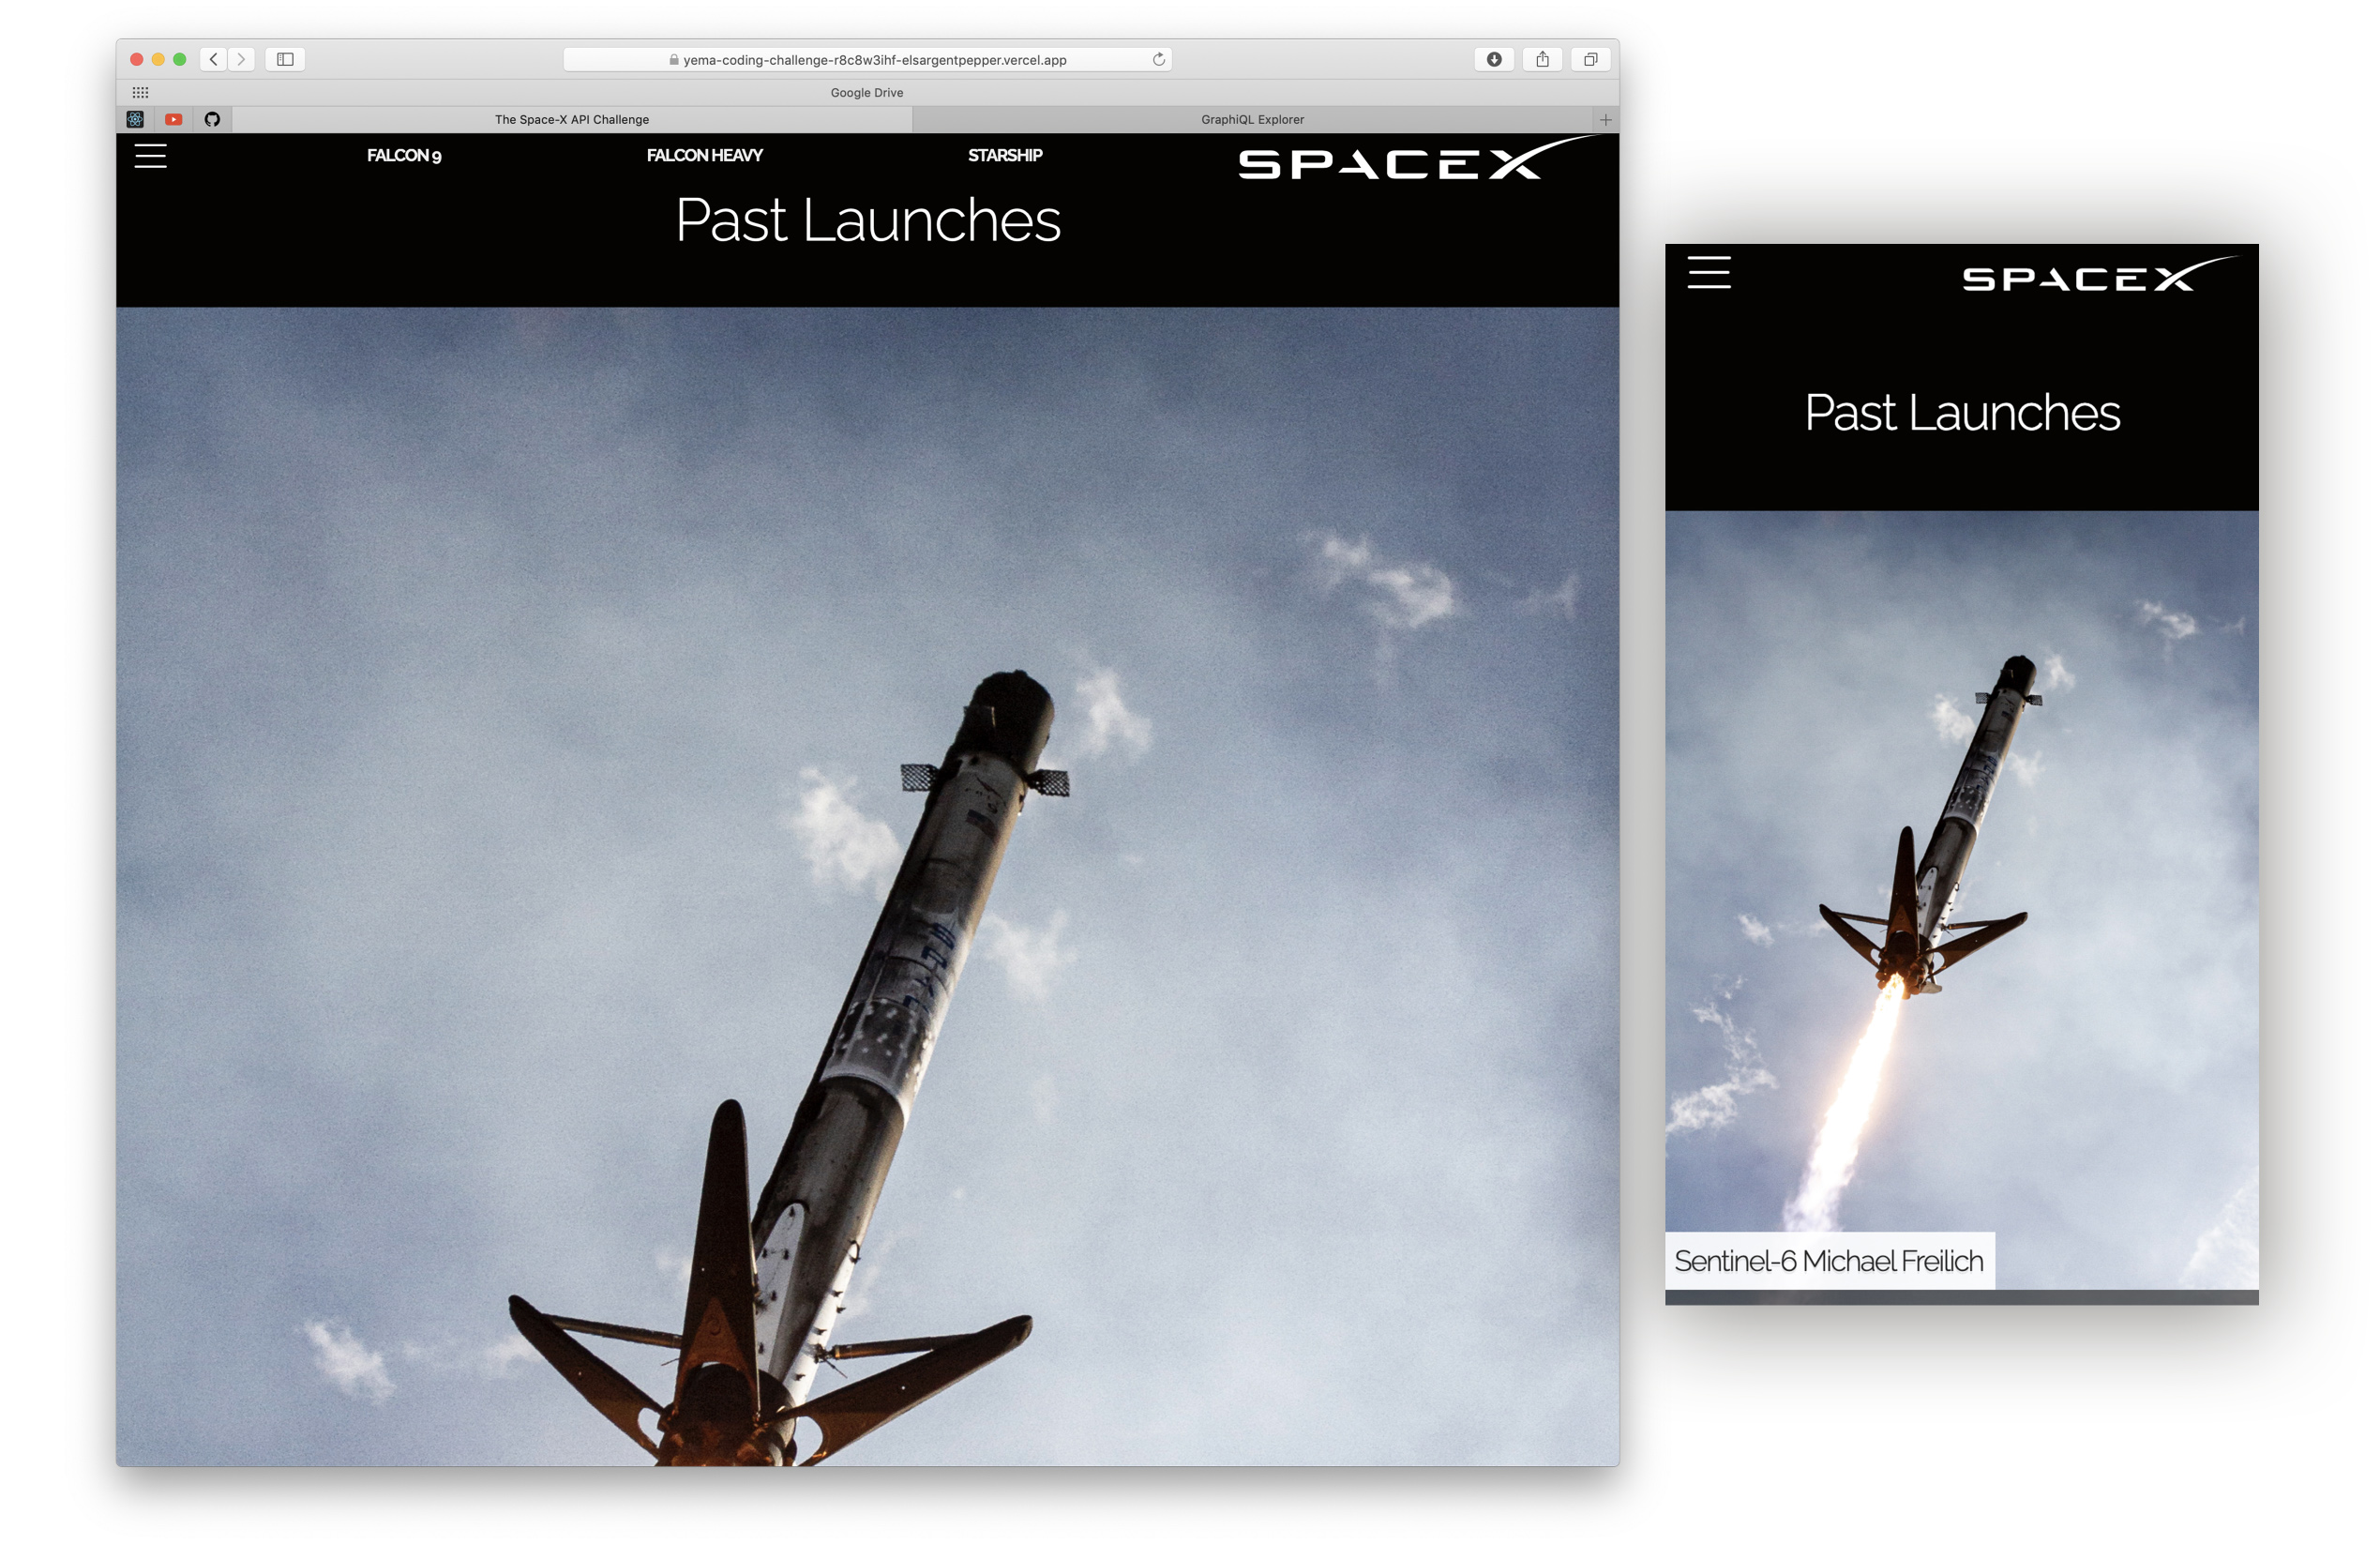 yema-coding-challenge-r8c8w3ihf-elsargentpepper.vercel.app
Google Drive
The Space-X API Challenge
GraphiQL Explorer
FALCON 9
FALCON HEAVY
STARSHIP
SPACEX
Past Launches
SPACEX
Past Launches
Sentinel-6 Michael Freilich